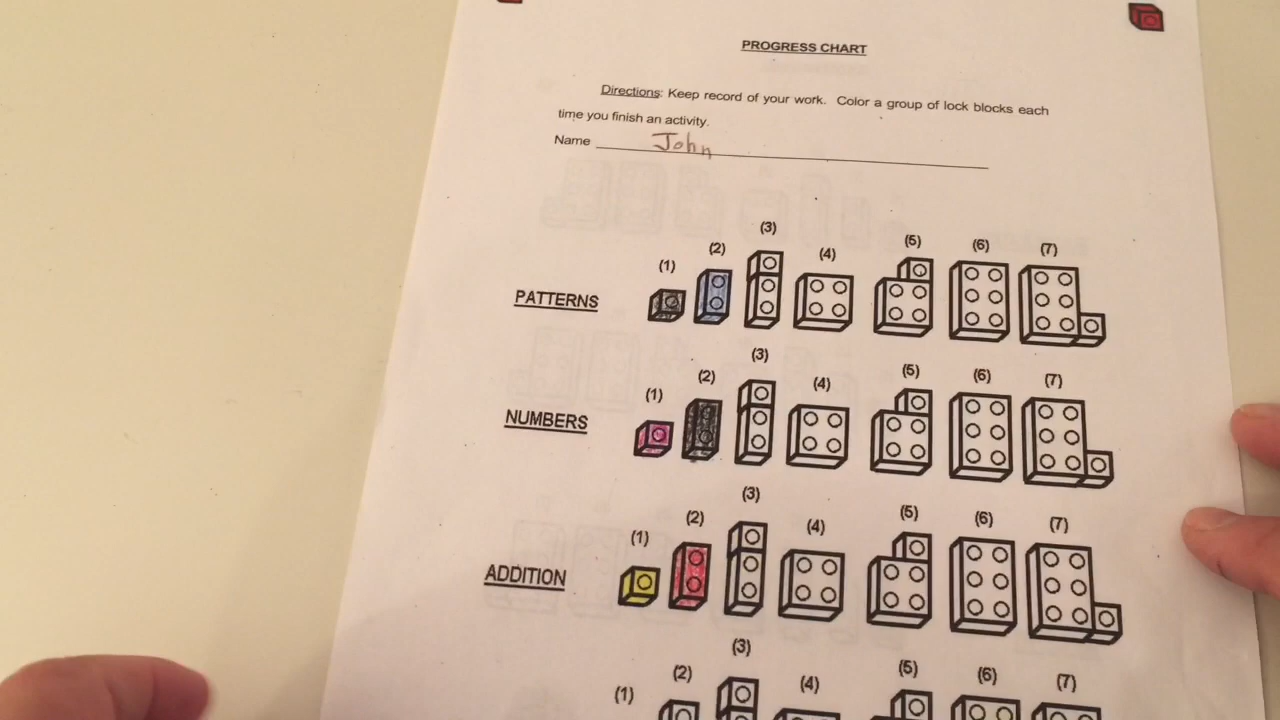 PROGRESS CHART
Directions: Keep record of your work. Color a group of lock blocks each
time you finish an activity.
Name John
(1) (2) (3) (4) (5) (6) (7)
PATTERNS
(1) (2) (3) (4) (5) (6) (7)
NUMBERS
(1) (2) (3) (4) (5) (6) (7)
ADDITION
(1) (2) (3) (4) (5) (6) (7)